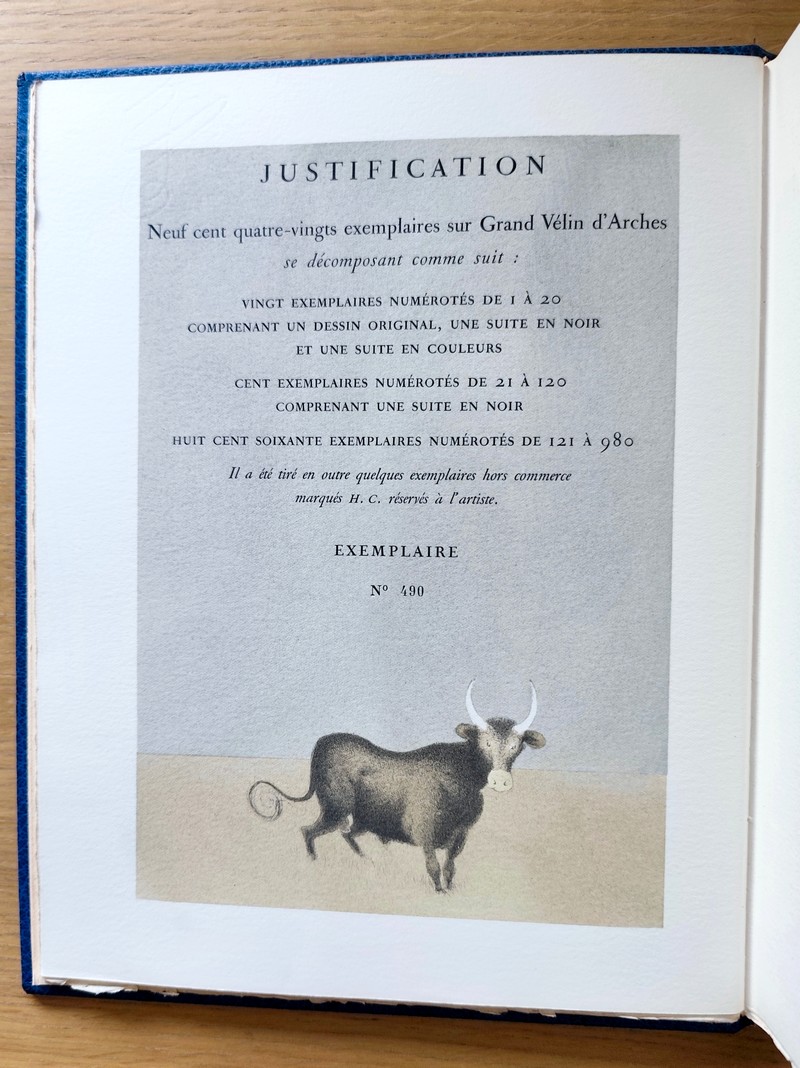 JUSTIFICATION
Neuf cent quatre-vingts exemplaires sur Grand Vélin d'Arches
se décomposant comme suit :
VINGT EXEMPLAIRES NUMÉROTÉS DE 1 À 20
COMPRENANT UN DESSIN ORIGINAL, UNE SUITE EN NOIR
ET UNE SUITE EN COULEURS
CENT EXEMPLAIRES NUMÉROTÉS DE 21 À 120
COMPRENANT UNE SUITE EN NOIR
HUIT CENT SOIXANTE EXEMPLAIRES NUMÉROTÉS DE 121 À 980
Il a été tiré en outre quelques exemplaires hors commerce
marqués H. C. réservés à l'artiste.
EXEMPLAIRE
Nº 490